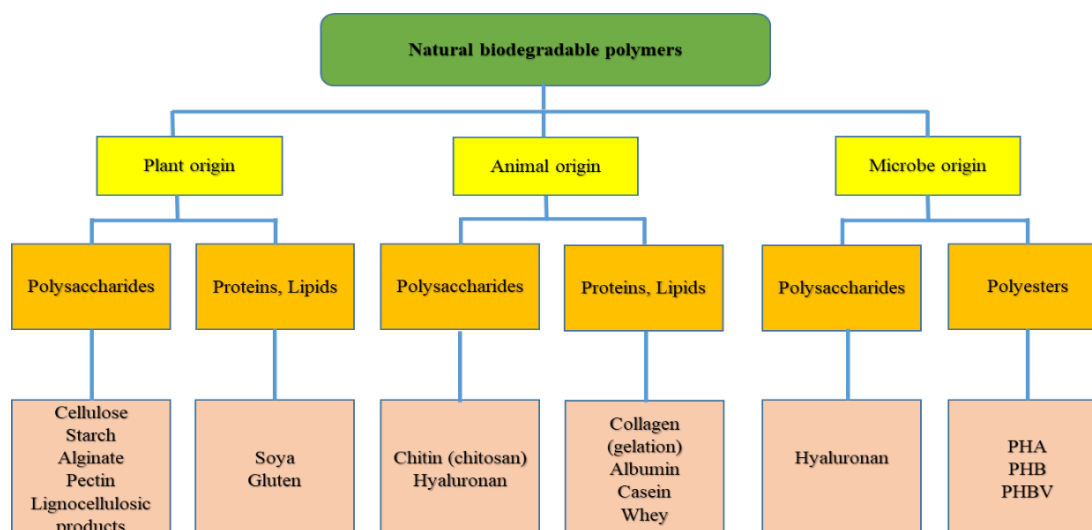 Natural biodegradable polymers
Plant origin
Animal origin
Microbe origin
Polysaccharides
Proteins, Lipids
Polysaccharides
Proteins, Lipids
Polysaccharides
Polyesters
Cellulose
Starch
Alginate
Pectin
Lignocellulosic
products
Soya
Gluten
Chitin (chitosan)
Hyaluronan
Collagen
(gelation)
Albumin
Casein
Whey
Hyaluronan
PHA
PHB
PHBV